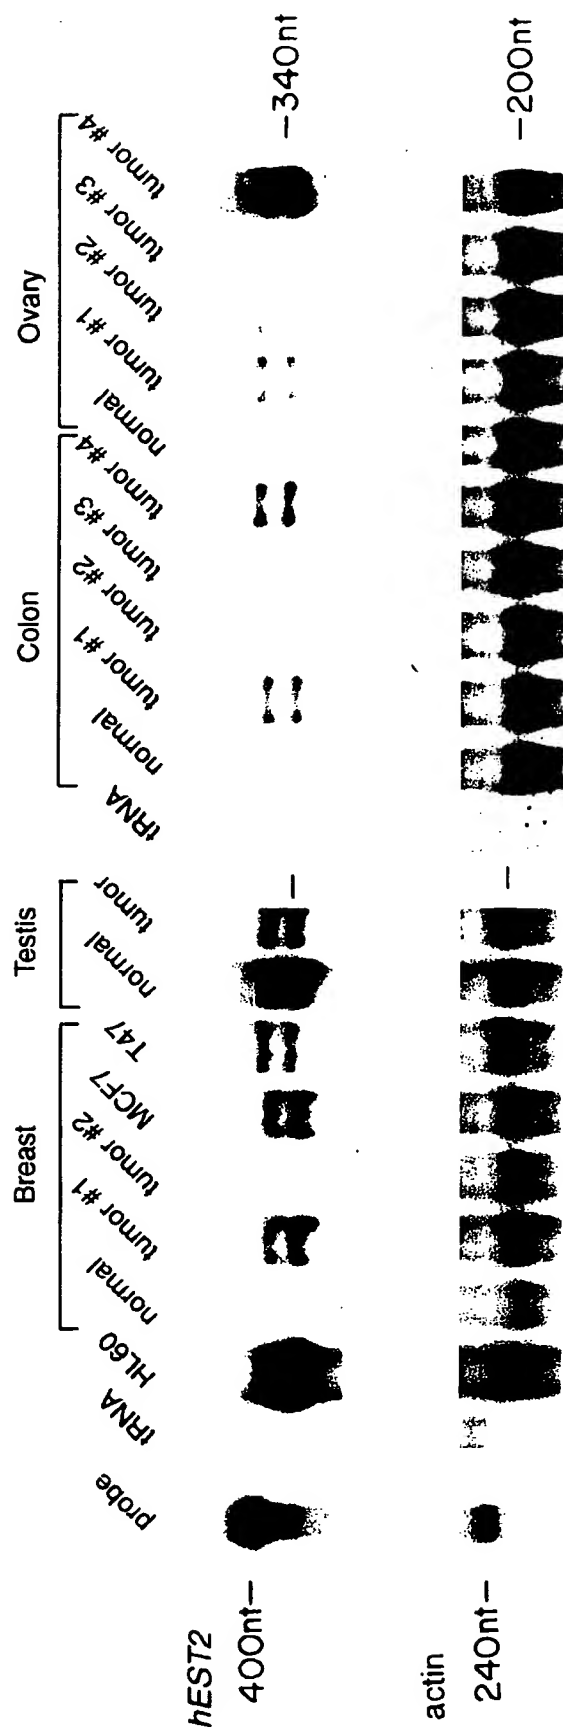 Breast Testis Colon Ovary
probe tRNA HL60 normal tumor #1 tumor #2 MCF7 T47 normal tumor tRNA normal tumor #1 tumor #2 tumor #3 tumor #4 normal tumor #1 tumor #2 tumor #3 tumor #4
hEST2
400nt– –340nt
actin
240nt– –200nt